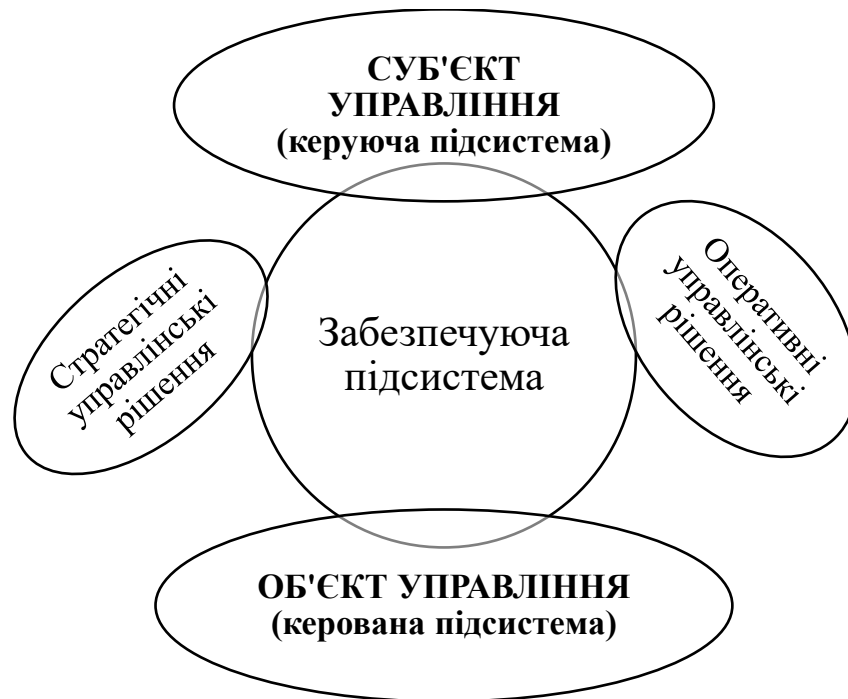 СУБ'ЄКТ
УПРАВЛІННЯ
(керуюча підсистема)
Стратегічні
управлінські
рішення
Забезпечуюча
підсистема
Оперативні
управлінські
рішення
ОБ'ЄКТ УПРАВЛІННЯ
(керована підсистема)